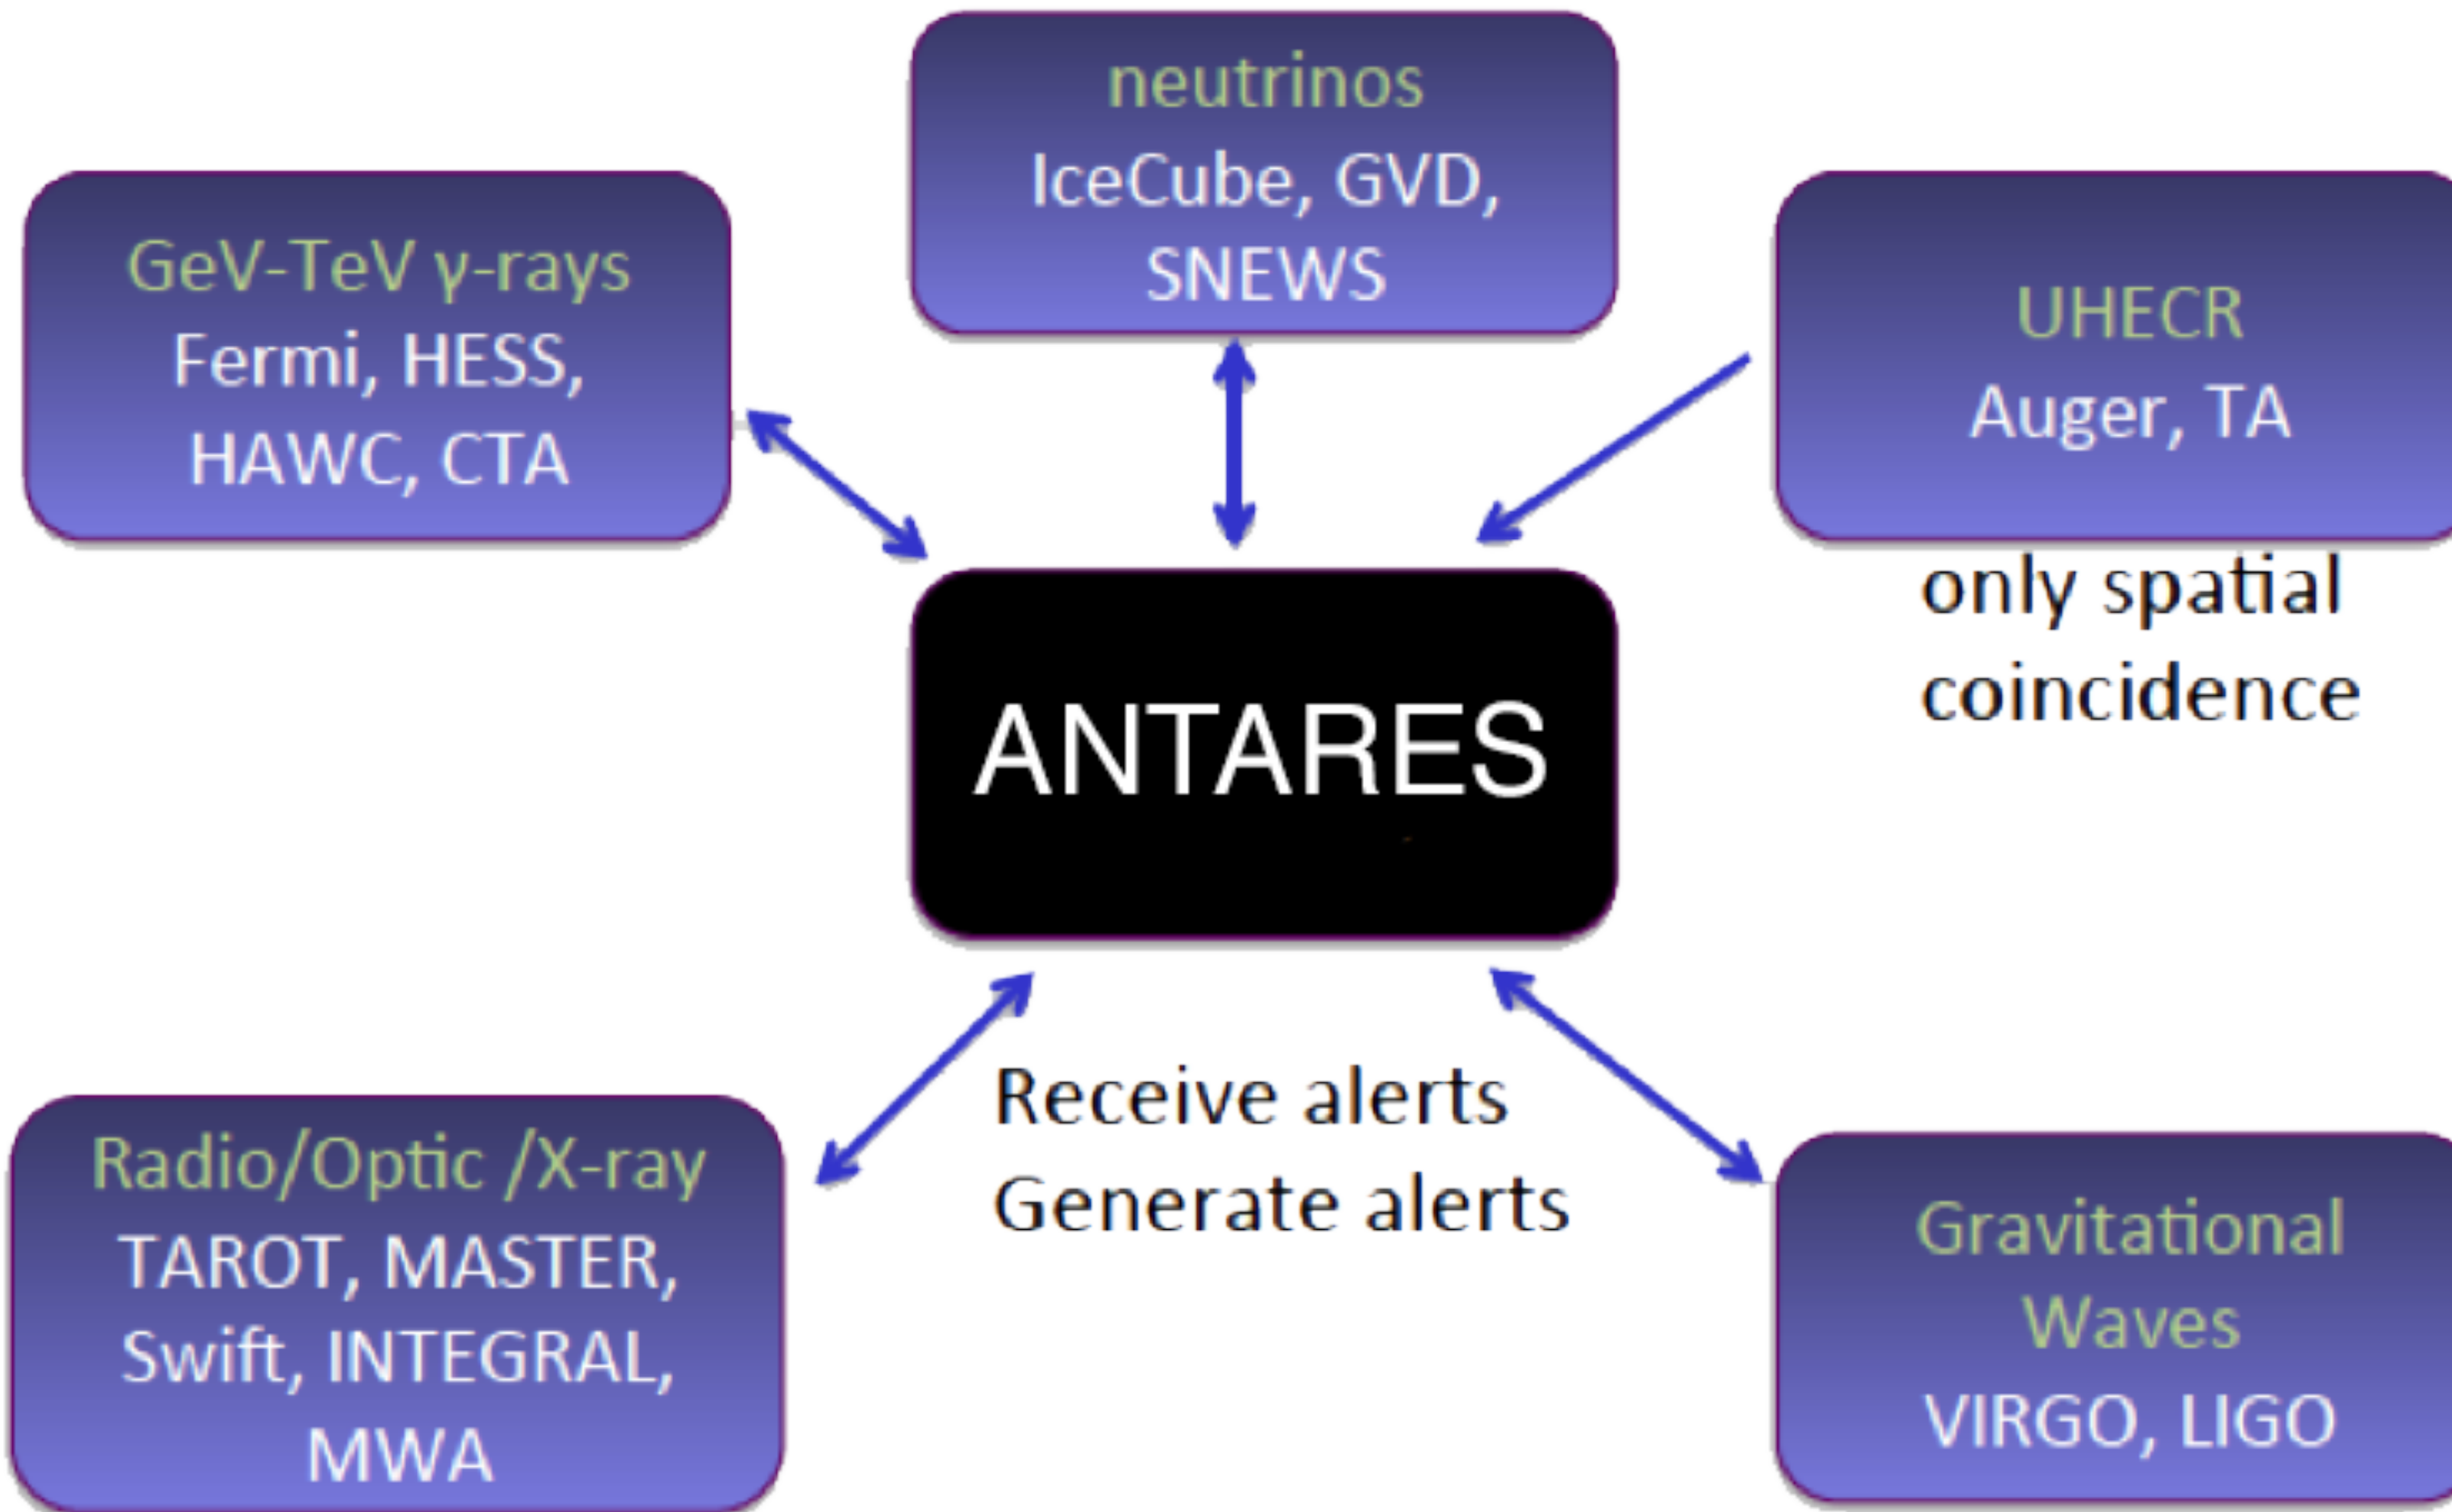 neutrinos
IceCube, GVD,
SNEWS
GeV-TeV γ-rays
Fermi, HESS,
HAWC, CTA
UHECR
Auger, TA
only spatial
coincidence
ANTARES
Receive alerts
Generate alerts
Radio/Optic /X-ray
TAROT, MASTER,
Swift, INTEGRAL,
MWA
Gravitational
Waves
VIRGO, LIGO